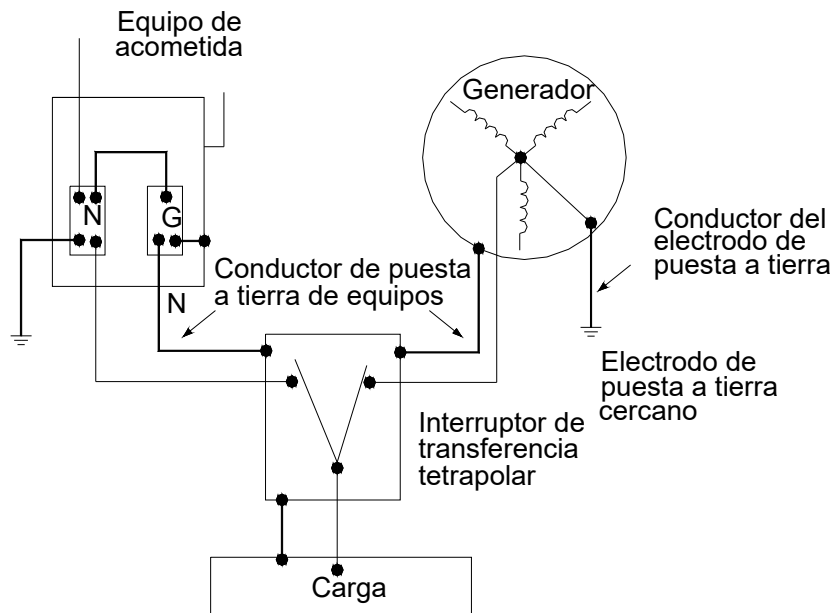 Equipo de
acometida
Generador
N
G
Conductor del
electrodo de
puesta a tierra
Conductor de puesta
a tierra de equipos
N
Electrodo de
puesta a tierra
cercano
Interruptor de
transferencia
tetrapolar
Carga